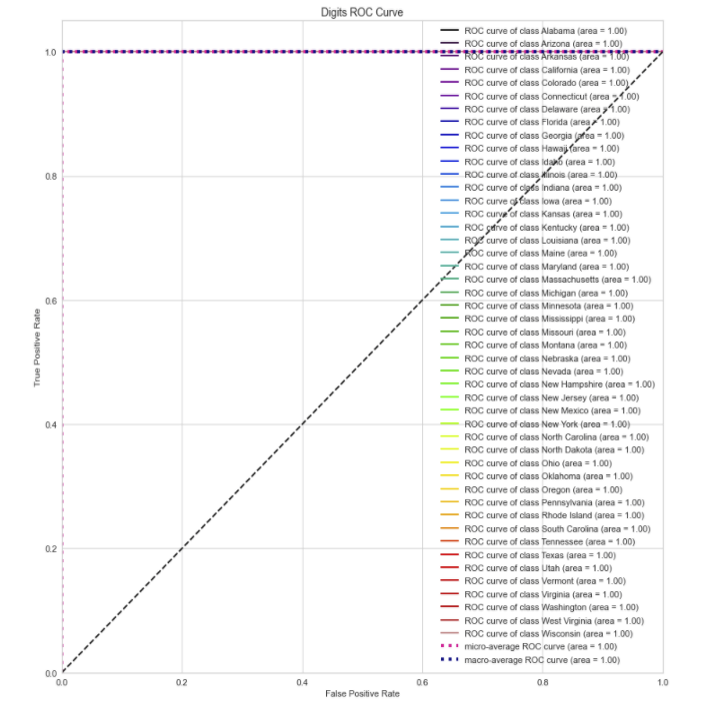 Digits ROC Curve
ROC curve of class Alabama (area = 1.00)
ROC curve of class Arizona (area = 1.00)
1.0
ROC curve of class Arkansas (area = 1.00)
ROC curve of class California (area = 1.00)
ROC curve of class Colorado (area = 1.00)
ROC curve of class Connecticut (area = 1.00)
ROC curve of class Delaware (area = 1.00)
ROC curve of class Florida (area = 1.00)
ROC curve of class Georgia (area = 1.00)
ROC curve of class Hawaii (area = 1.00)
ROC curve of class Idaho (area = 1.00)
0.8
ROC curve of class Illinois (area = 1.00)
ROC curve of class Indiana (area = 1.00)
ROC curve of class Iowa (area = 1.00)
ROC curve of class Kansas (area = 1.00)
ROC curve of class Kentucky (area = 1.00)
ROC curve of class Louisiana (area = 1.00)
ROC curve of class Maine (area = 1.00)
ROC curve of class Maryland (area = 1.00)
ROC curve of class Massachusetts (area = 1.00)
ROC curve of class Michigan (area = 1.00)
0.6
ROC curve of class Minnesota (area = 1.00)
ROC curve of class Mississippi (area = 1.00)
ROC curve of class Missouri (area = 1.00)
ROC curve of class Montana (area = 1.00)
True Positive Rate
ROC curve of class Nebraska (area = 1.00)
ROC curve of class Nevada (area = 1.00)
ROC curve of class New Hampshire (area = 1.00)
ROC curve of class New Jersey (area = 1.00)
ROC curve of class New Mexico (area = 1.00)
0.4
ROC curve of class New York (area = 1.00)
ROC curve of class North Carolina (area = 1.00)
ROC curve of class North Dakota (area = 1.00)
ROC curve of class Ohio (area = 1.00)
ROC curve of class Oklahoma (area = 1.00)
ROC curve of class Oregon (area = 1.00)
ROC curve of class Pennsylvania (area = 1.00)
ROC curve of class Rhode Island (area = 1.00)
ROC curve of class South Carolina (area = 1.00)
ROC curve of class Tennessee (area = 1.00)
0.2
ROC curve of class Texas (area = 1.00)
ROC curve of class Utah (area = 1.00)
ROC curve of class Vermont (area = 1.00)
ROC curve of class Virginia (area = 1.00)
ROC curve of class Washington (area = 1.00)
ROC curve of class West Virginia (area = 1.00)
ROC curve of class Wisconsin (area = 1.00)
micro-average ROC curve (area = 1.00)
macro-average ROC curve (area = 1.00)
0.0
0.0 0.2 0.4 0.6 0.8 1.0
False Positive Rate